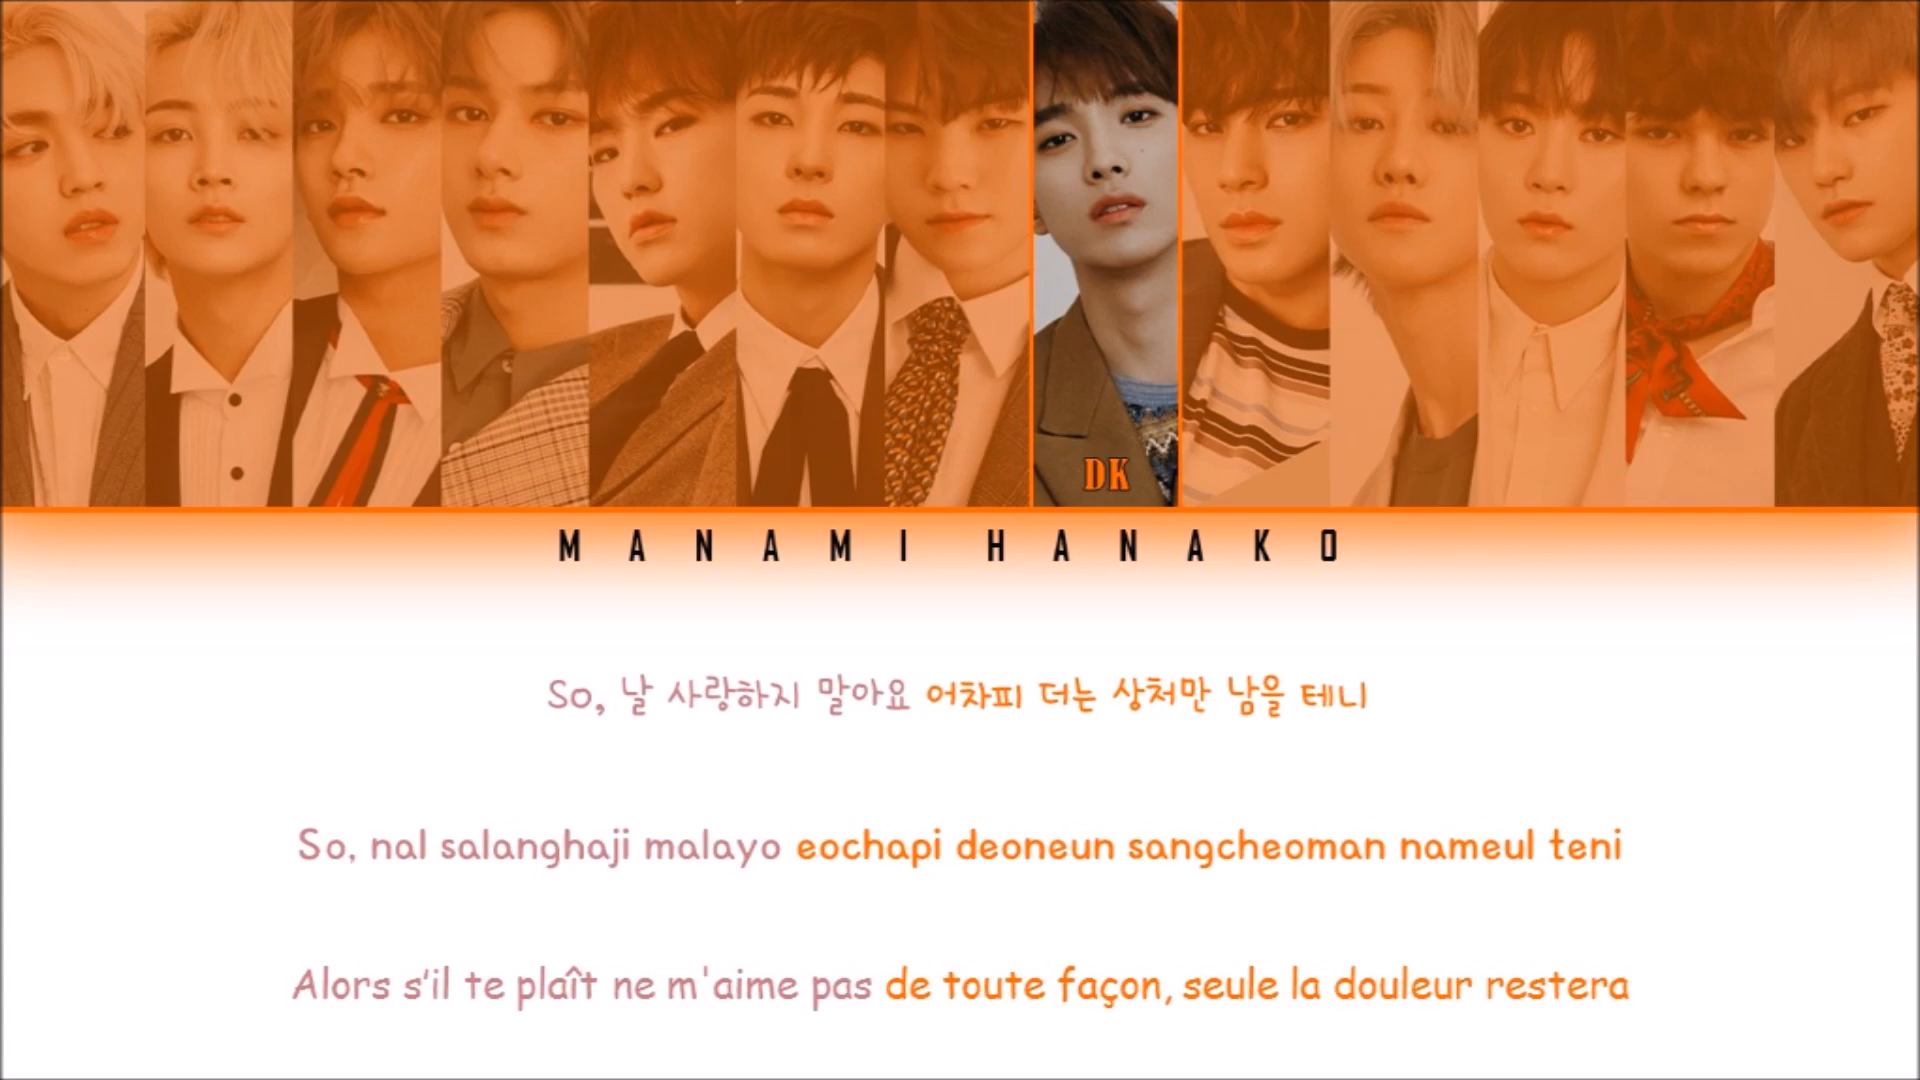 DK
MANAMI HANAKO
So, 날 사랑하지 말아요 어차피 더는 상처만 남을 테니
So, nal salanghaji malayo eochapi deoneun sangcheoman nameul teni
Alors s'il te plaît ne m'aime pas de toute façon, seule la douleur restera